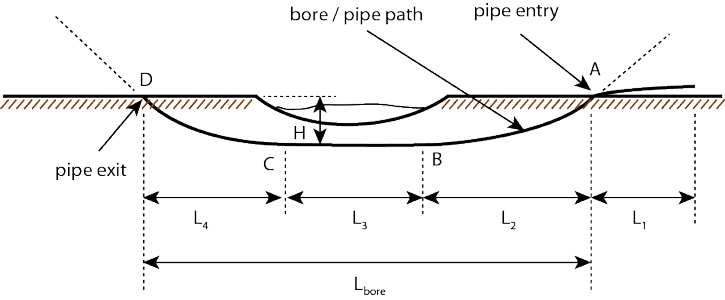 bore / pipe path
pipe entry
D
A
H
pipe exit
C
B
L4
L3
L2
L1
Lbore